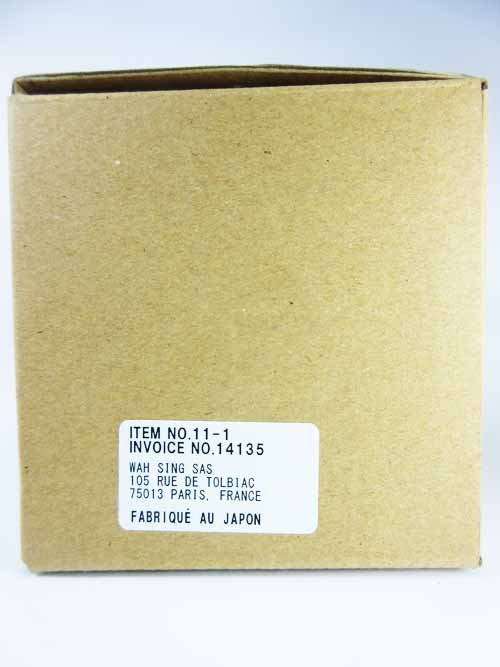 ITEM NO.11-1
INVOICE NO.14135
WAH SING SAS
105 RUE DE TOLBIAC
75013 PARIS, FRANCE
FABRIQUÉ AU JAPON